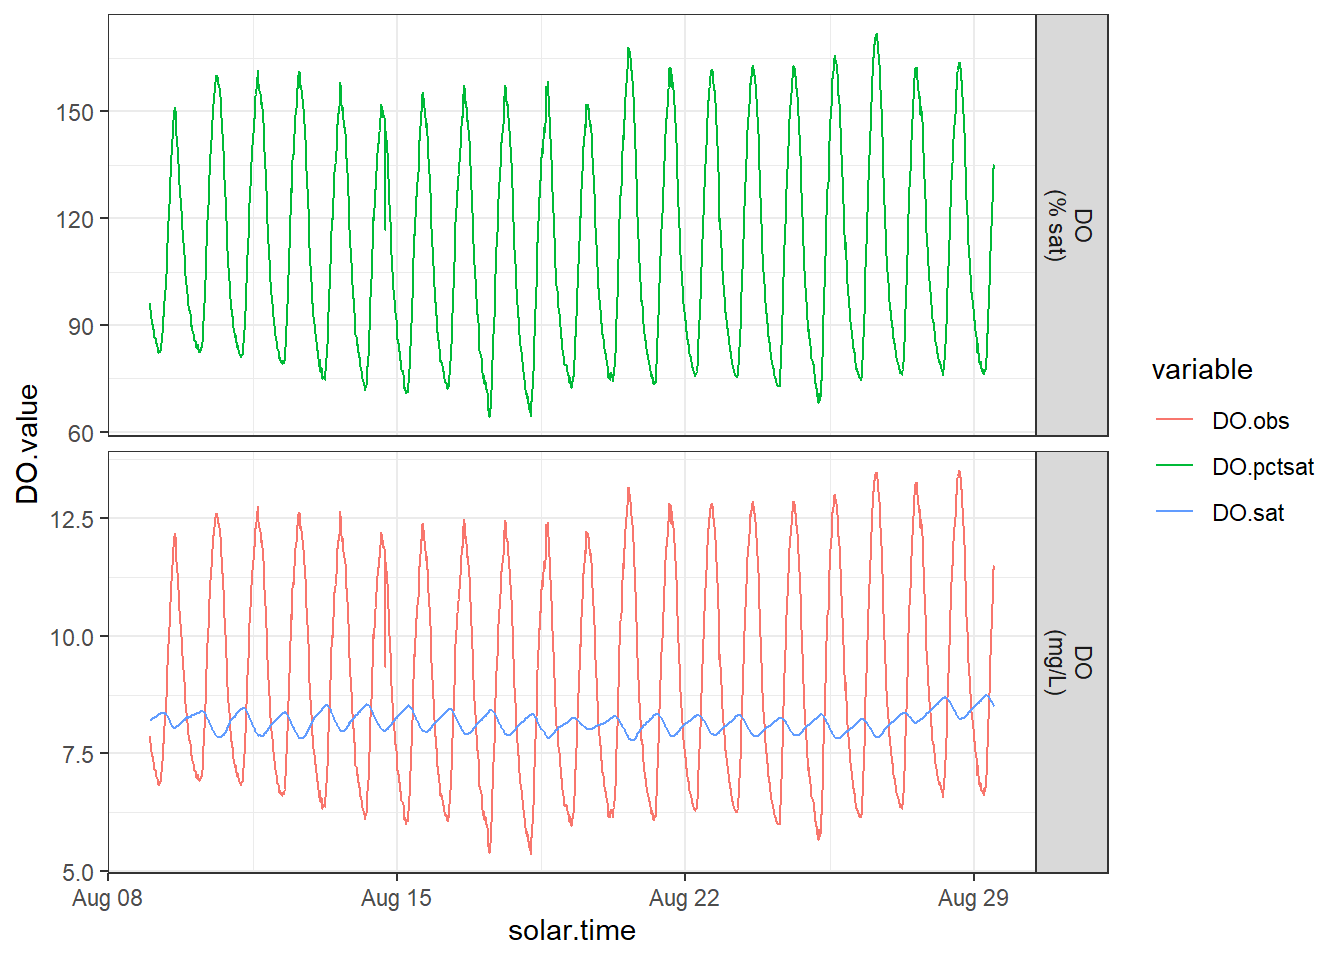 150
120
90
60
DO
(% sat)
12.5
10.0
7.5
5.0
DO
(mg/L)
DO.value
Aug 08
Aug 15
Aug 22
Aug 29
solar.time
variable
DO.obs
DO.pctsat
DO.sat